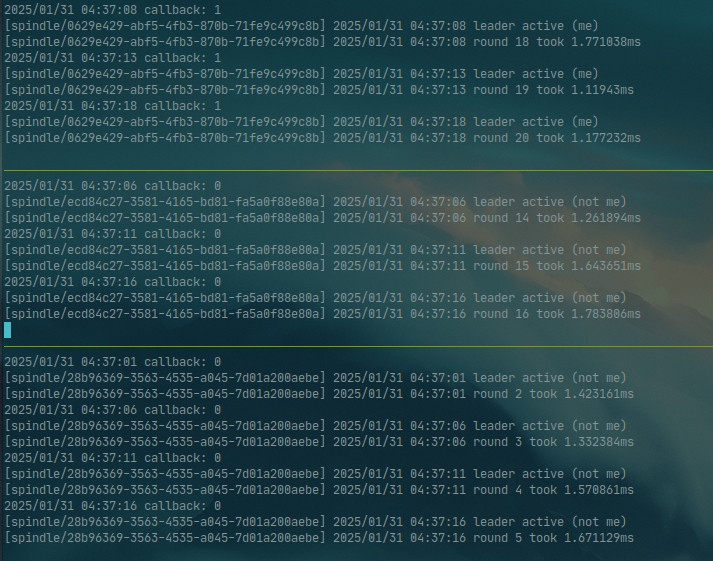 2025/01/31 04:37:08 callback: 1
[spindle/0629e429-abf5-4fb3-870b-71fe9c499c8b] 2025/01/31 04:37:08 leader active (me)
[spindle/0629e429-abf5-4fb3-870b-71fe9c499c8b] 2025/01/31 04:37:08 round 18 took 1.771038ms
2025/01/31 04:37:13 callback: 1
[spindle/0629e429-abf5-4fb3-870b-71fe9c499c8b] 2025/01/31 04:37:13 leader active (me)
[spindle/0629e429-abf5-4fb3-870b-71fe9c499c8b] 2025/01/31 04:37:13 round 19 took 1.11943ms
2025/01/31 04:37:18 callback: 1
[spindle/0629e429-abf5-4fb3-870b-71fe9c499c8b] 2025/01/31 04:37:18 leader active (me)
[spindle/0629e429-abf5-4fb3-870b-71fe9c499c8b] 2025/01/31 04:37:18 round 20 took 1.177232ms
2025/01/31 04:37:06 callback: 0
[spindle/ecd84c27-3581-4165-bd81-fa5a0f88e80a] 2025/01/31 04:37:06 leader active (not me)
[spindle/ecd84c27-3581-4165-bd81-fa5a0f88e80a] 2025/01/31 04:37:06 round 14 took 1.261894ms
2025/01/31 04:37:11 callback: 0
[spindle/ecd84c27-3581-4165-bd81-fa5a0f88e80a] 2025/01/31 04:37:11 leader active (not me)
[spindle/ecd84c27-3581-4165-bd81-fa5a0f88e80a] 2025/01/31 04:37:11 round 15 took 1.643651ms
2025/01/31 04:37:16 callback: 0
[spindle/ecd84c27-3581-4165-bd81-fa5a0f88e80a] 2025/01/31 04:37:16 leader active (not me)
[spindle/ecd84c27-3581-4165-bd81-fa5a0f88e80a] 2025/01/31 04:37:16 round 16 took 1.783806ms
2025/01/31 04:37:01 callback: 0
[spindle/28b96369-3563-4535-a045-7d01a200aebe] 2025/01/31 04:37:01 leader active (not me)
[spindle/28b96369-3563-4535-a045-7d01a200aebe] 2025/01/31 04:37:01 round 2 took 1.423161ms
2025/01/31 04:37:06 callback: 0
[spindle/28b96369-3563-4535-a045-7d01a200aebe] 2025/01/31 04:37:06 leader active (not me)
[spindle/28b96369-3563-4535-a045-7d01a200aebe] 2025/01/31 04:37:06 round 3 took 1.332384ms
2025/01/31 04:37:11 callback: 0
[spindle/28b96369-3563-4535-a045-7d01a200aebe] 2025/01/31 04:37:11 leader active (not me)
[spindle/28b96369-3563-4535-a045-7d01a200aebe] 2025/01/31 04:37:11 round 4 took 1.570861ms
2025/01/31 04:37:16 callback: 0
[spindle/28b96369-3563-4535-a045-7d01a200aebe] 2025/01/31 04:37:16 leader active (not me)
[spindle/28b96369-3563-4535-a045-7d01a200aebe] 2025/01/31 04:37:16 round 5 took 1.671129ms